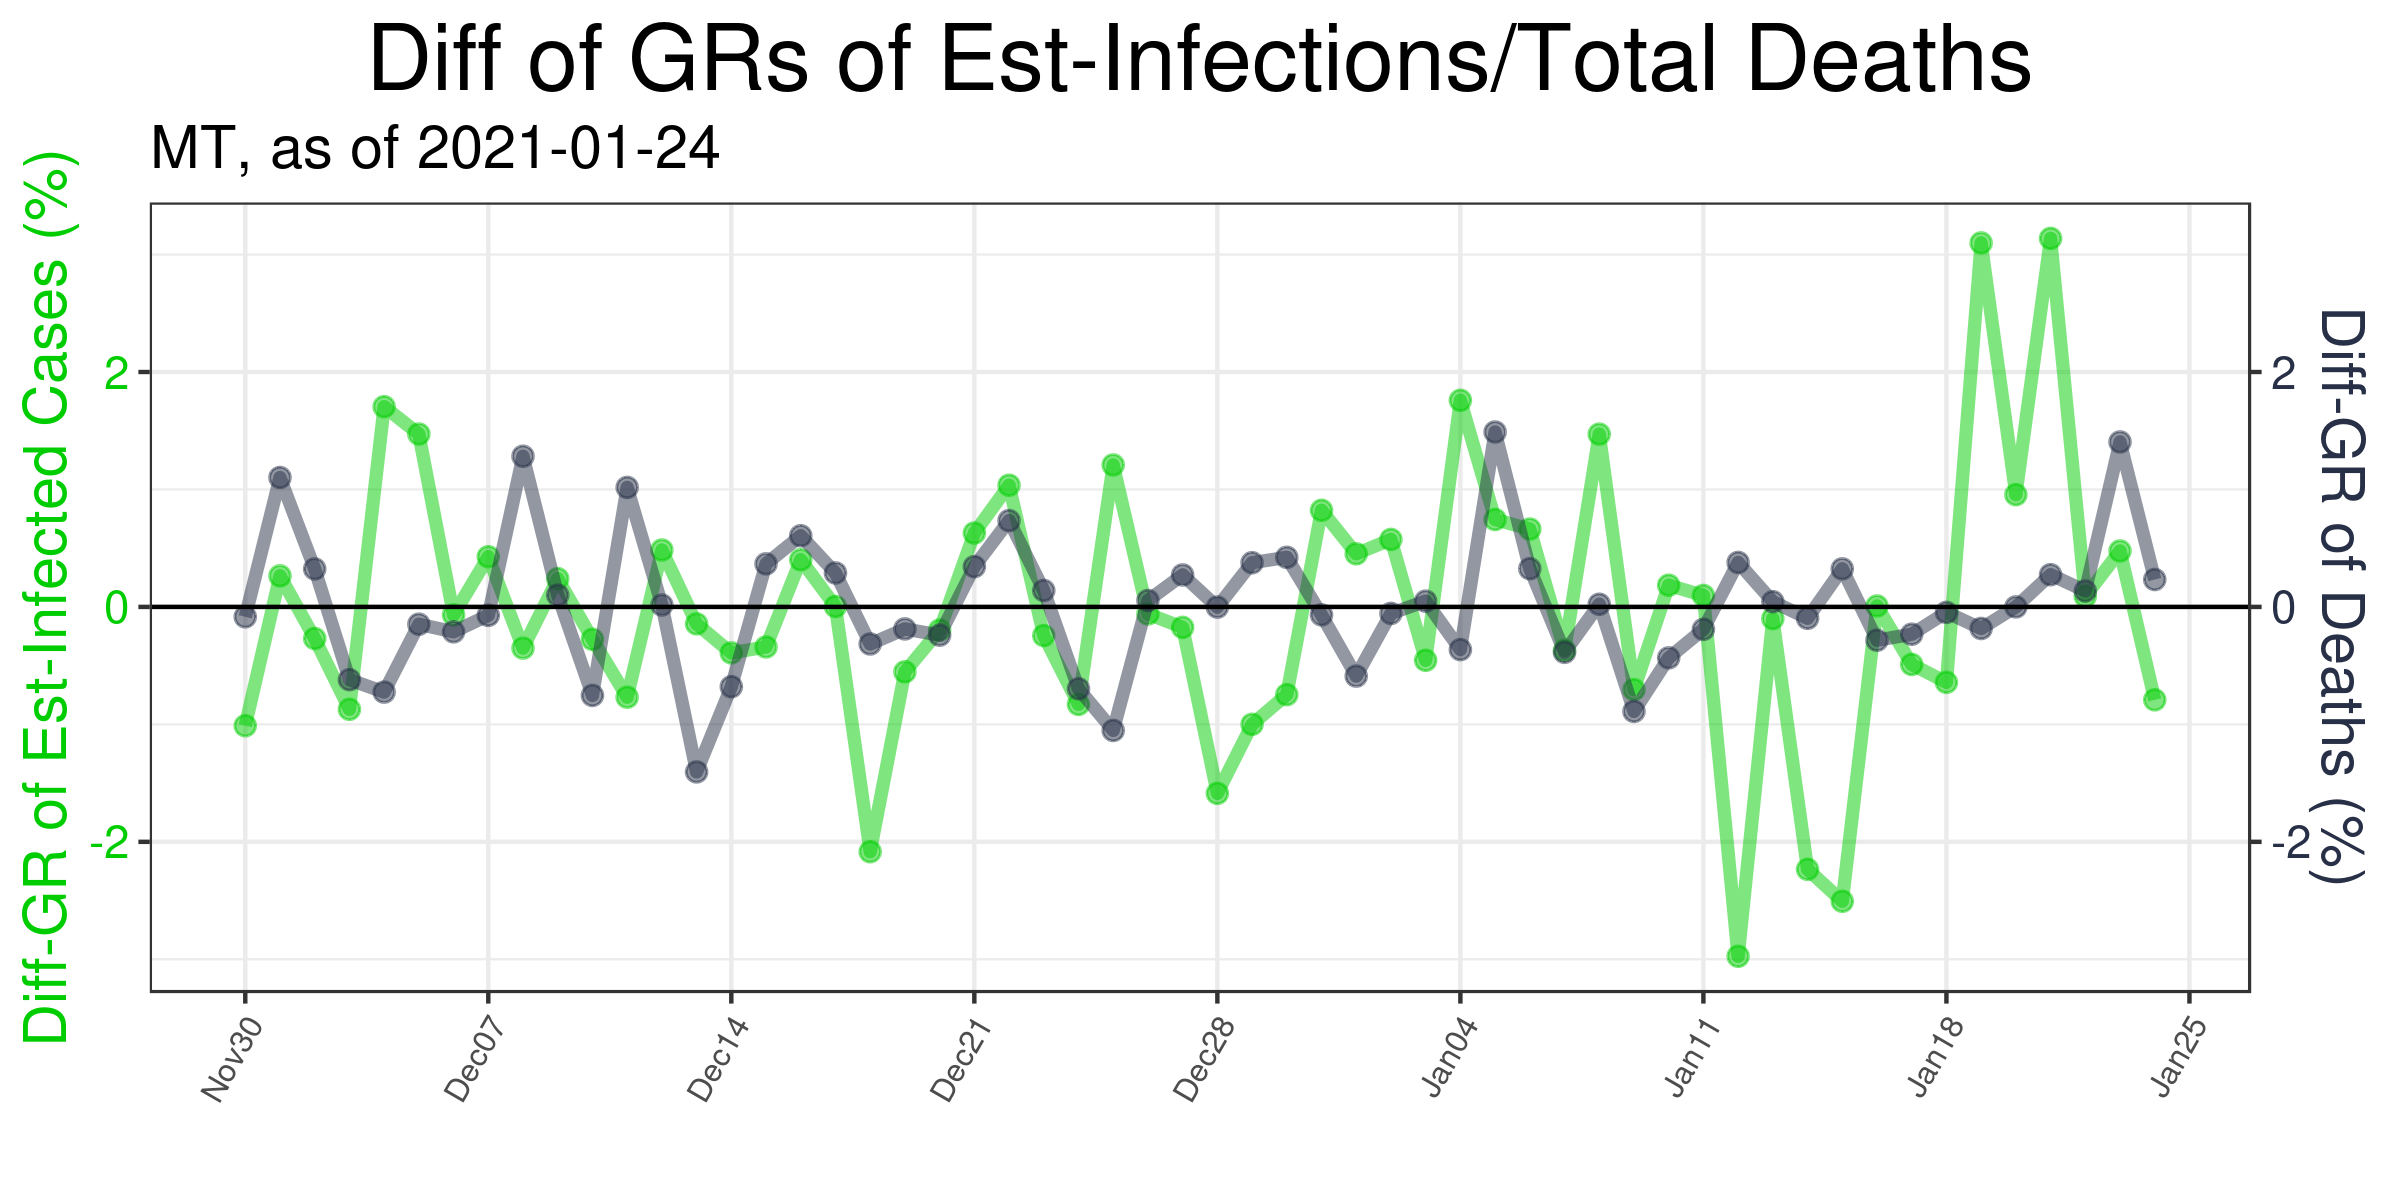 Diff of GRs of Est-Infections/Total Deaths
MT, as of 2021-01-24
Diff-GR of Est-Infected Cases (%)
2
0
-2
2
0
-2
Diff-GR of Deaths (%)
Nov30
Dec07
Dec14
Dec21
Dec28
Jan04
Jan11
Jan18
Jan25